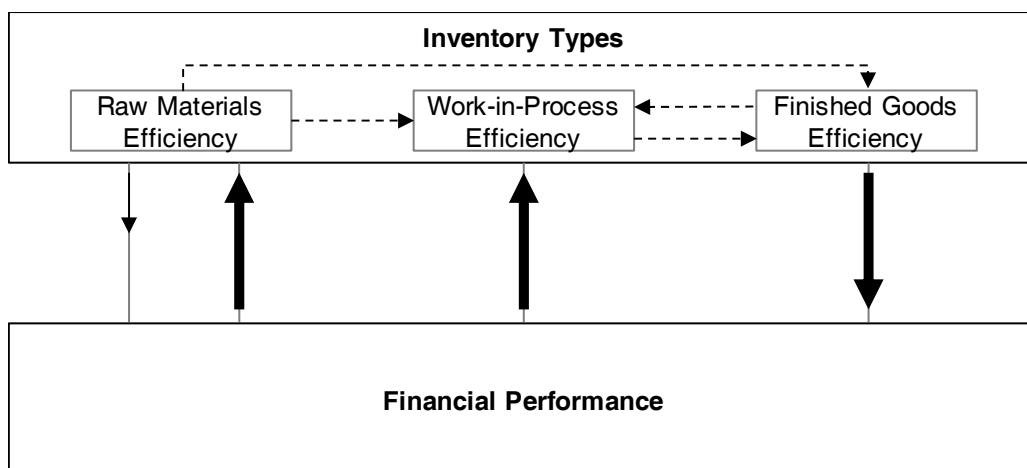 Inventory Types
Raw Materials
Efficiency
Work-in-Process
Efficiency
Finished Goods
Efficiency
Financial Performance